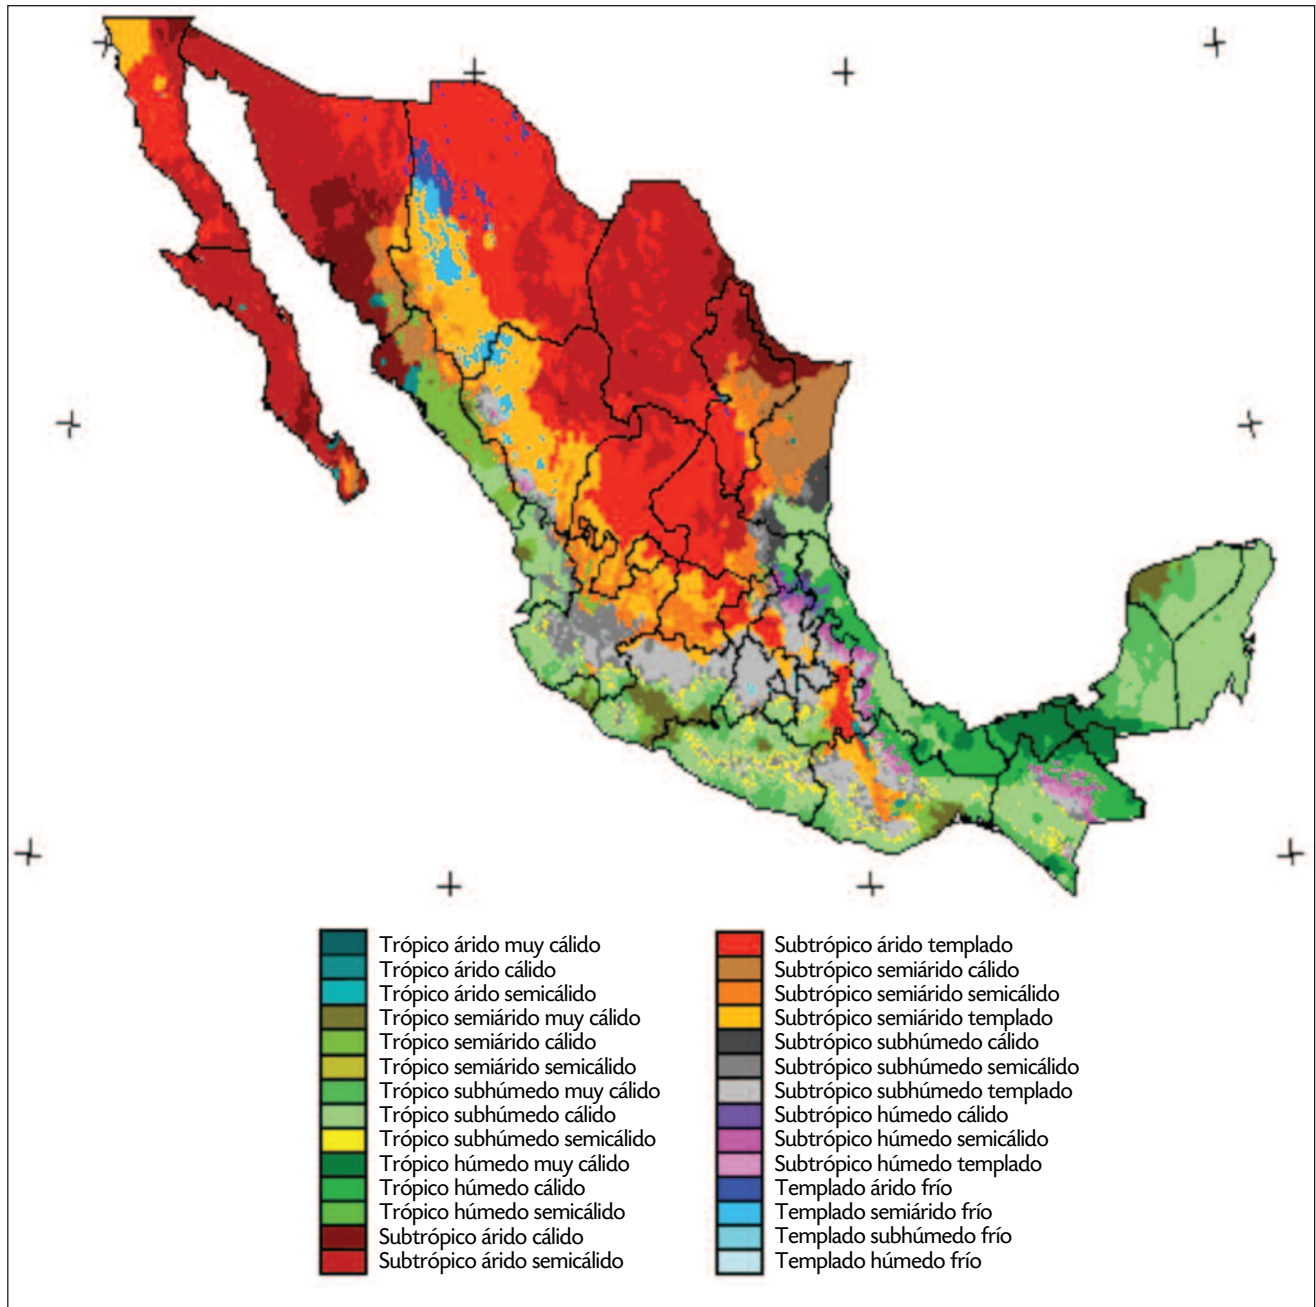 Trópico árido muy cálido
Trópico árido cálido
Trópico árido semicálido
Trópico semiárido muy cálido
Trópico semiárido cálido
Trópico semiárido semicálido
Trópico subhúmedo muy cálido
Trópico subhúmedo cálido
Trópico subhúmedo semicálido
Trópico húmedo muy cálido
Trópico húmedo cálido
Trópico húmedo semicálido
Subtrópico árido cálido
Subtrópico árido semicálido
Subtrópico árido templado
Subtrópico semiárido cálido
Subtrópico semiárido semicálido
Subtrópico semiárido templado
Subtrópico subhúmedo cálido
Subtrópico subhúmedo semicálido
Subtrópico subhúmedo templado
Subtrópico húmedo cálido
Subtrópico húmedo semicálido
Subtrópico húmedo templado
Templado árido frío
Templado semiárido frío
Templado subhúmedo frío
Templado húmedo frío